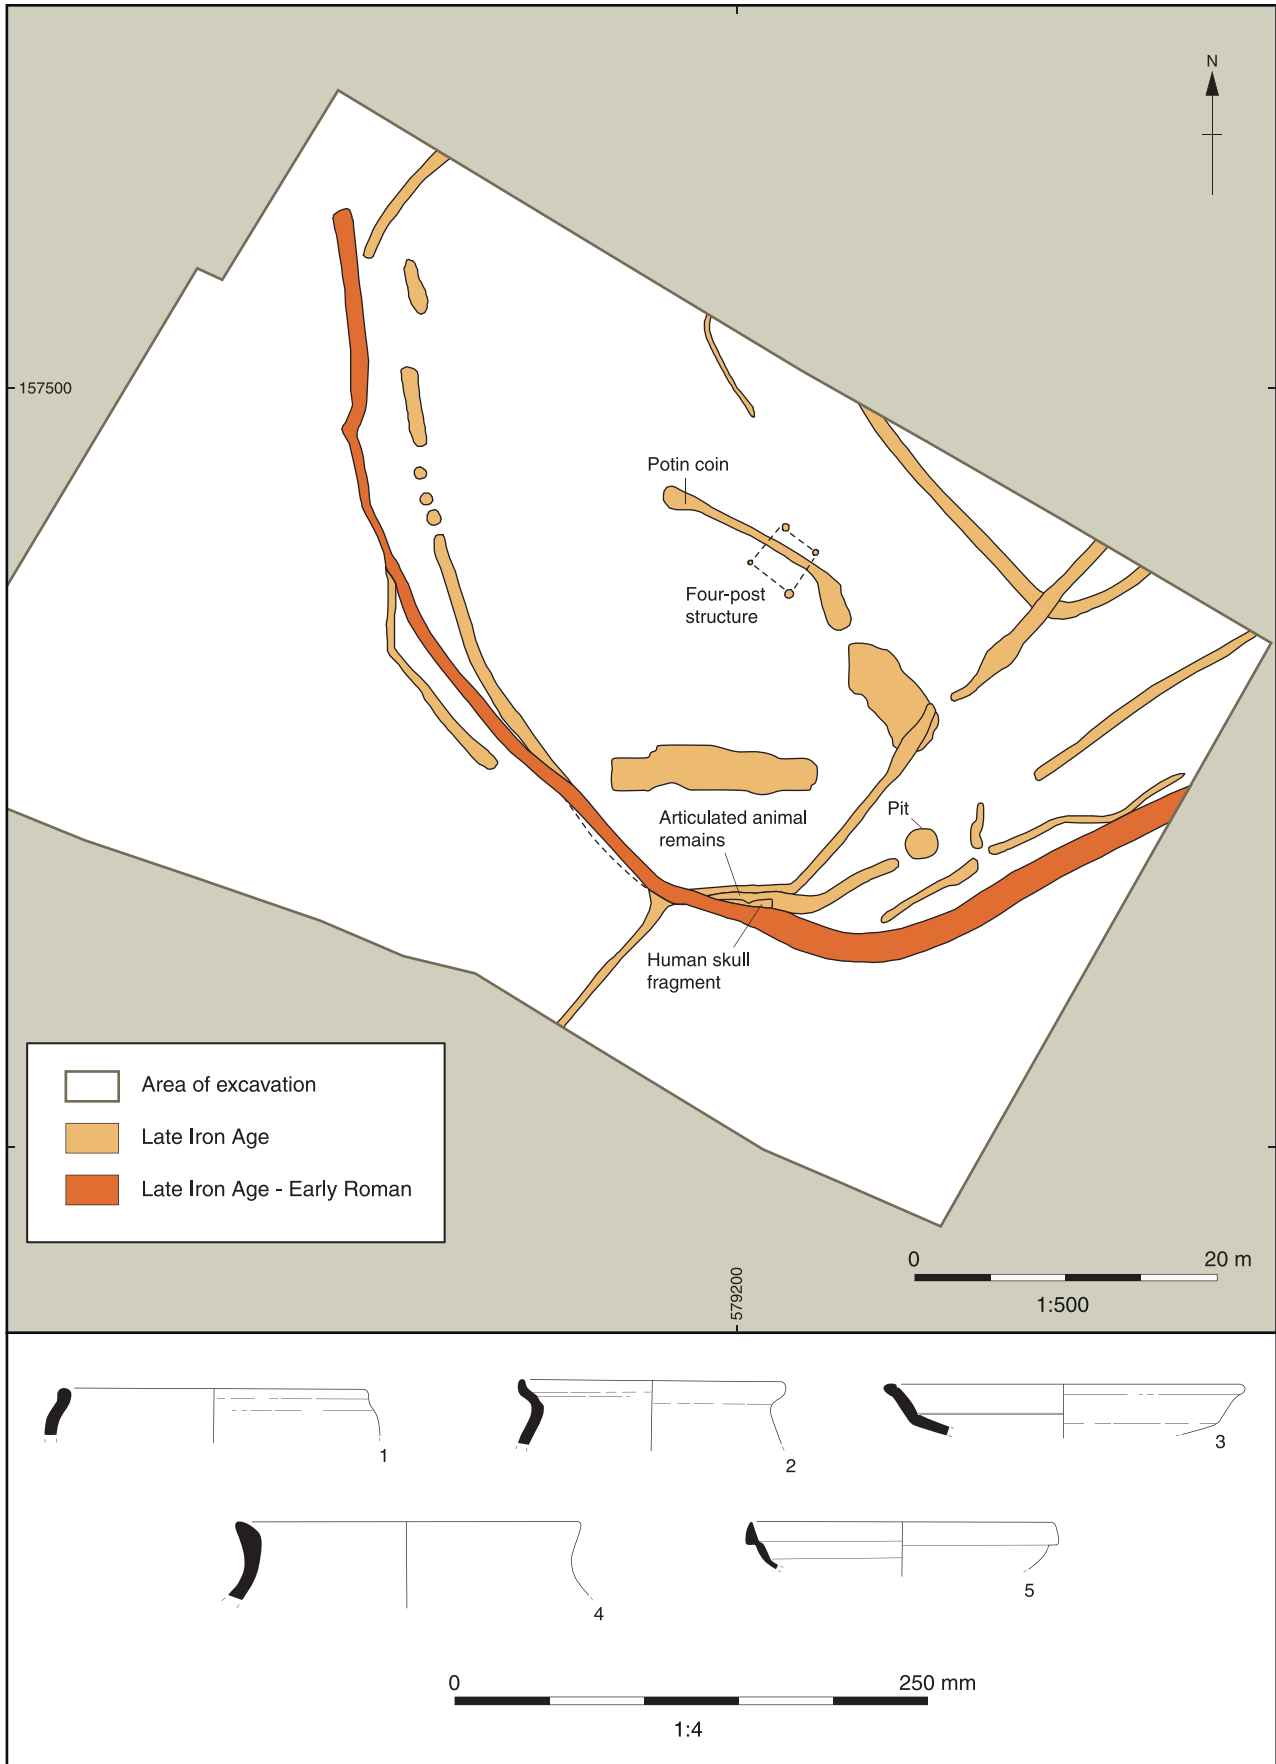 N
157500
Potin coin
Four-post
structure
Articulated animal
remains
Pit
Human skull
fragment
Area of excavation
Late Iron Age
Late Iron Age - Early Roman
0 20 m
1:500
579200
1
2
3
4
5
0 250 mm
1:4